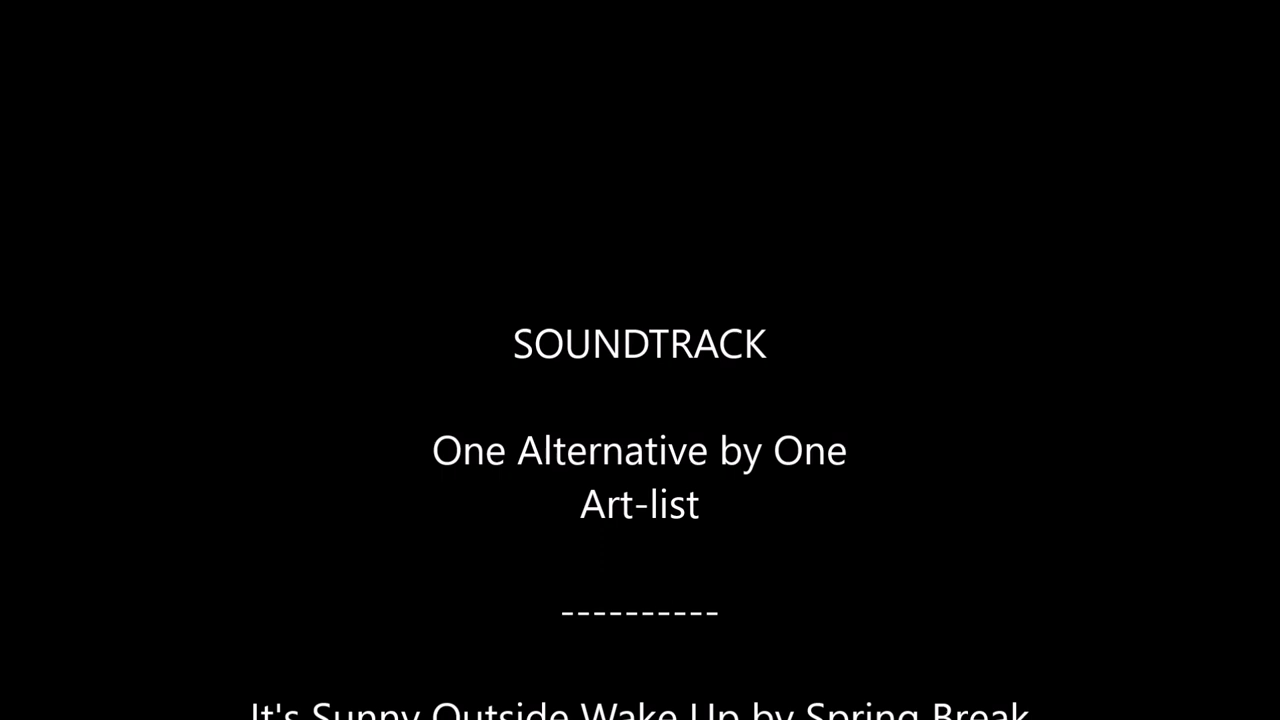 SOUNDTRACK
One Alternative by One
Art-list
----------
It's Sunny Outside Wake Up by Spring Break